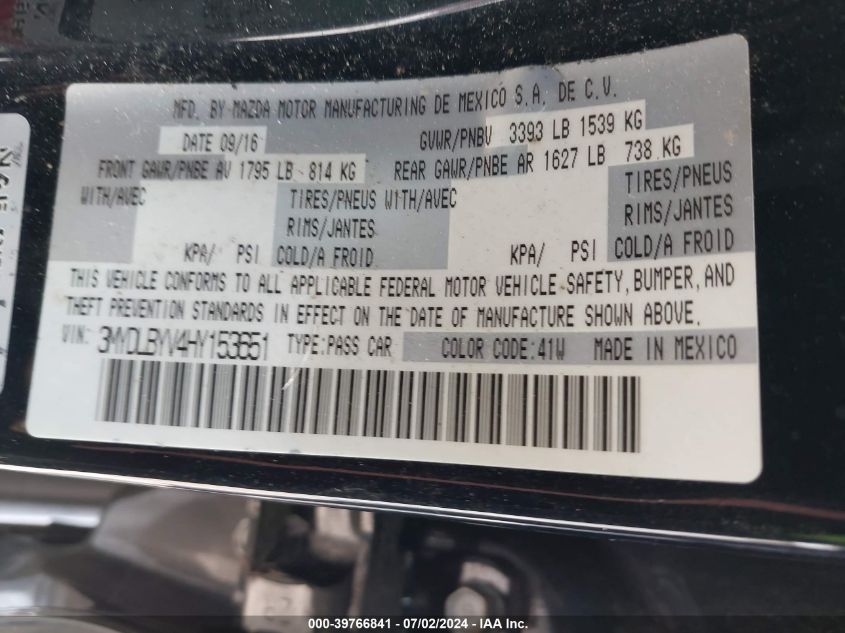 MFD. BY MAZDA MOTOR MANUFACTURING DE MEXICO S.A. DE C.V.
DATE 09/16 GVWR/PNBV 3393 LB 1539 KG
FRONT GAWR/PNBE AV 1795 LB 814 KG REAR GAWR/PNBE AR 1627 LB 738 KG
WITH/AVEC TIRES/PNEUS WITH/AVEC TIRES/PNEUS
RIMS/JANTES RIMS/JANTES
KPA/ PSI COLD/A FROID KPA/ PSI COLD/A FROID
THIS VEHICLE CONFORMS TO ALL APPLICABLE FEDERAL MOTOR VEHICLE SAFETY, BUMPER, AND
THEFT PREVENTION STANDARDS IN EFFECT ON THE DATE OF MANUFACTURE SHOWN ABOVE.
VIN: 3MYDLBYV4HY153651 TYPE:PASS CAR COLOR CODE:41W MADE IN MEXICO
000-39766841 - 07/02/2024 - IAA Inc.